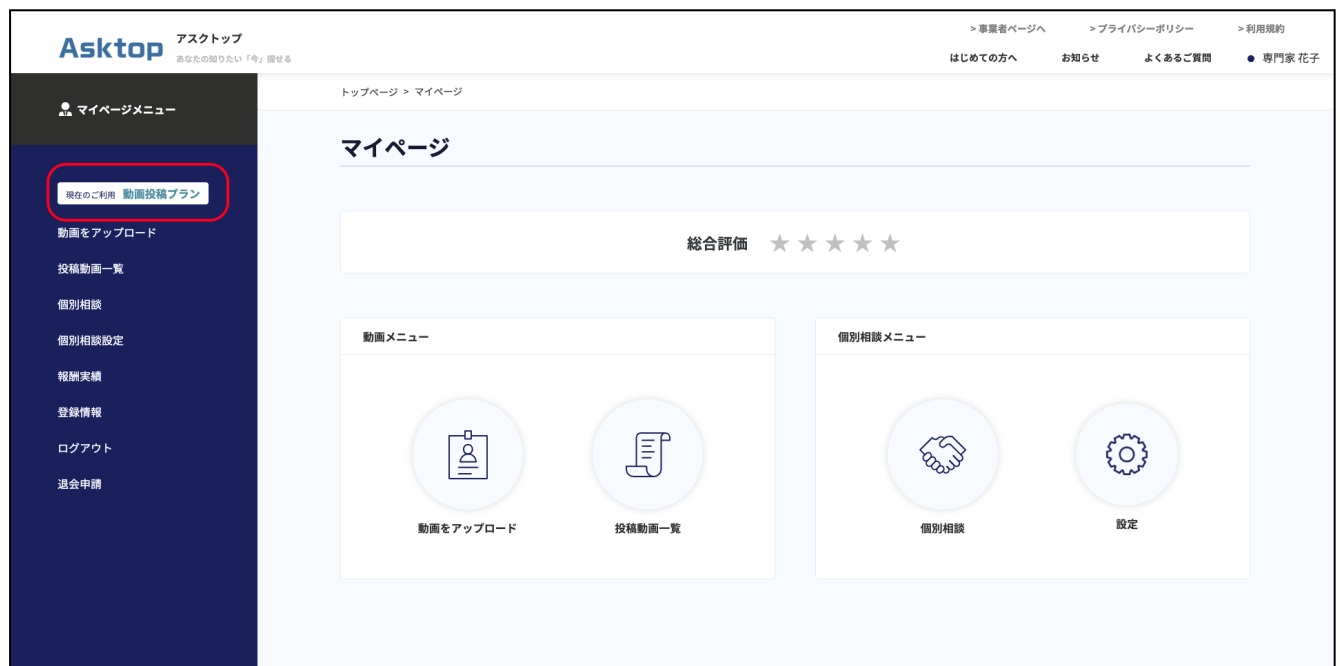 Asktop
アスクトップ
あなたの知りたい「今」探せる
> 事業者ページへ
> プライバシーポリシー
> 利用規約
はじめての方へ
お知らせ
よくあるご質問
専門家 花子
マイページメニュー
現在のご利用 動画投稿プラン
動画をアップロード
投稿動画一覧
個別相談
個別相談設定
報酬実績
登録情報
ログアウト
退会申請
トップページ > マイページ
マイページ
総合評価 ★ ★ ★ ★ ★
動画メニュー
動画をアップロード
投稿動画一覧
個別相談メニュー
個別相談
設定